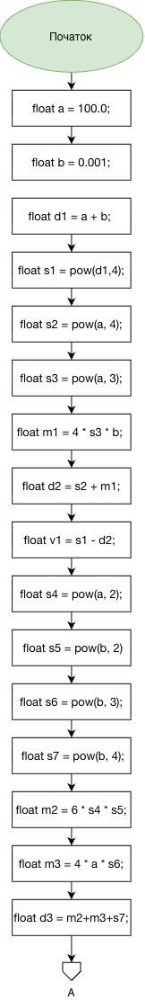 Початок
float a = 100.0;
float b = 0.001;
float d1 = a + b;
float s1 = pow(d1,4);
float s2 = pow(a, 4);
float s3 = pow(a, 3);
float m1 = 4 * s3 * b;
float d2 = s2 + m1;
float v1 = s1 - d2;
float s4 = pow(a, 2);
float s5 = pow(b, 2)
float s6 = pow(b, 3);
float s7 = pow(b, 4);
float m2 = 6 * s4 * s5;
float m3 = 4 * a * s6;
float d3 = m2+m3+s7;
A